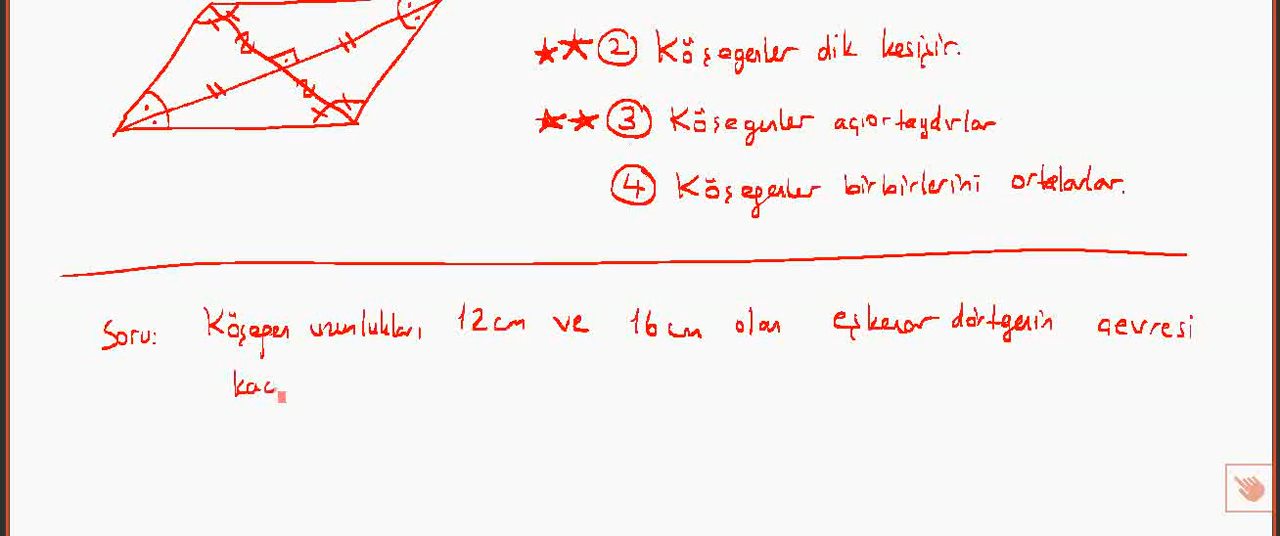 ★★ ② Köşegenler dik kesişir.
★★ ③ Köşegenler açıortaydırlar
④ Köşegenler birbirlerini ortalarlar.
Soru: Köşegen uzunlukları 12cm ve 16cm olan eşkenar dörtgenin çevresi
kaç